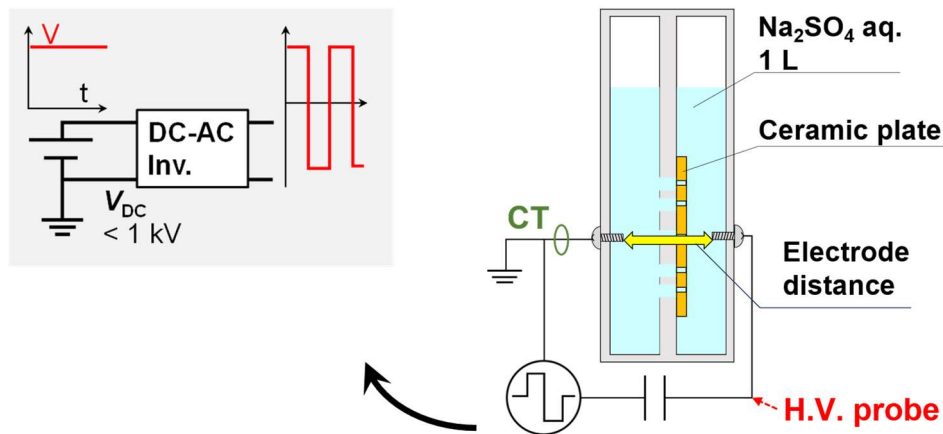 V
t
DC-AC
Inv.
V_DC
< 1 kV
Na₂SO₄ aq.
1 L
Ceramic plate
CT
Electrode
distance
H.V. probe